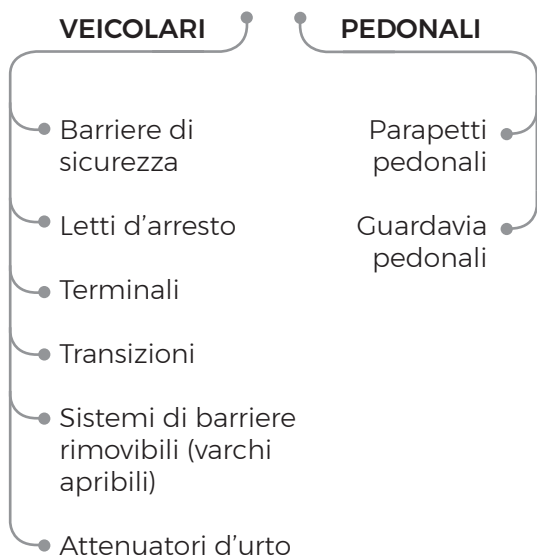 VEICOLARI
Barriere di
sicurezza
Letti d'arresto
Terminali
Transizioni
Sistemi di barriere
rimovibili (varchi
apribili)
Attenuatori d'urto
PEDONALI
Parapetti
pedonali
Guardavia
pedonali